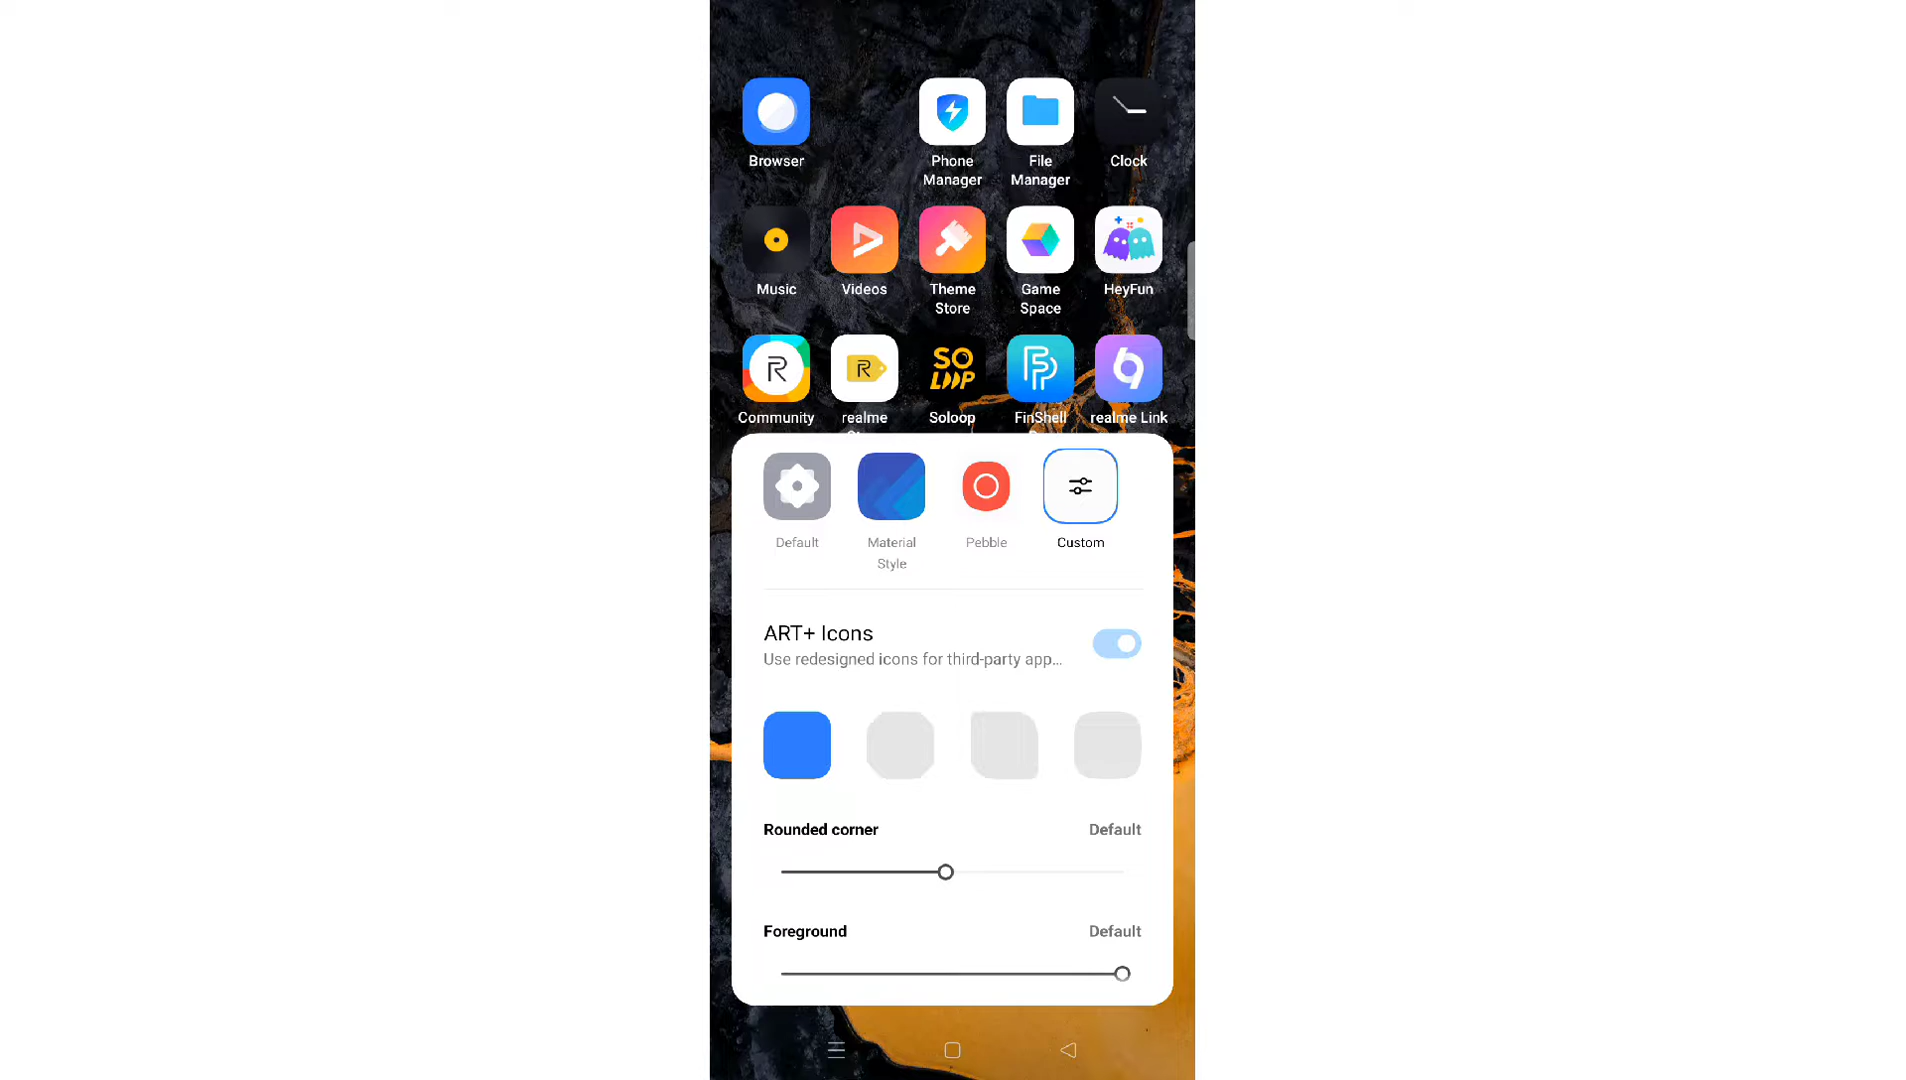 Browser
Phone
Manager
File
Manager
Clock
Music
Videos
Theme
Store
Game
Space
HeyFun
R
R
SO
LOOP
Community
realme
Soloop
FinShell
realme Link
Default
Material
Style
Pebble
Custom
ART+ Icons
Use redesigned icons for third-party app...
Rounded corner
Default
Foreground
Default